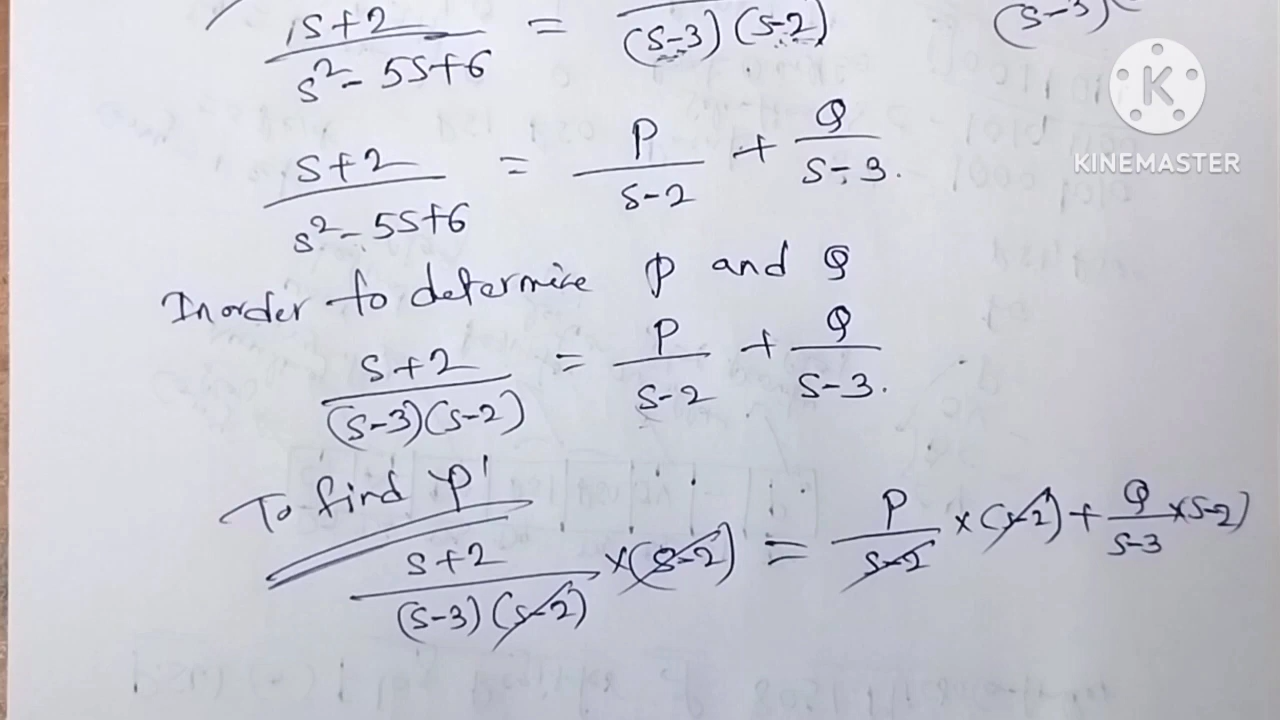 s+2 / s² - 5s+6 = / (s-3) (s-2) (s-3)
K
KINEMASTER
s+2 / s² - 5s+6 = P / s-2 + Q / s-3.
Inorder to determine P and Q
s+2 / (s-3)(s-2) = P / s-2 + Q / s-3.
To find 'P'
s+2 / (s-3) (s-2) ×(s-2) = P / s-2 × (s-2) + Q / s-3 ×(s-2)